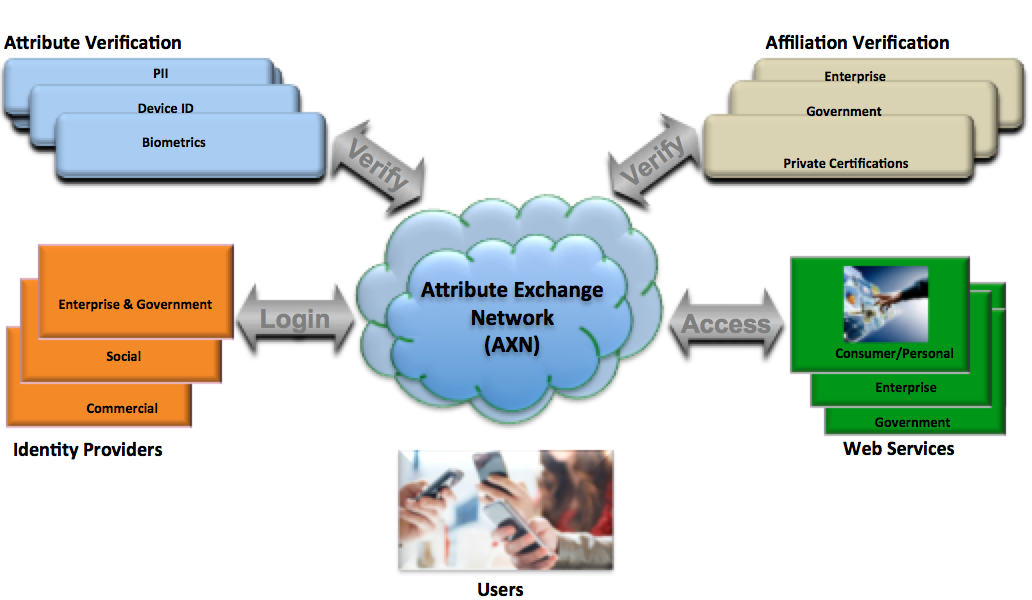 Attribute Verification
PII
Device ID
Biometrics
Affiliation Verification
Enterprise
Government
Private Certifications
Verify
Verify
Enterprise & Government
Social
Commercial
Identity Providers
Login
Attribute Exchange
Network
(AXN)
Access
Consumer/Personal
Enterprise
Government
Web Services
Users